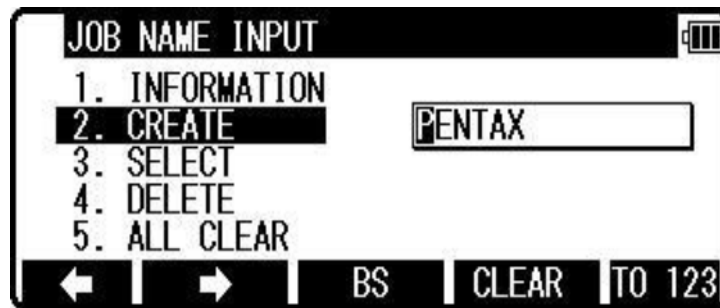 JOB NAME INPUT
1. INFORMATION
2. CREATE
PENTAX
3. SELECT
4. DELETE
5. ALL CLEAR
BS CLEAR TO 123